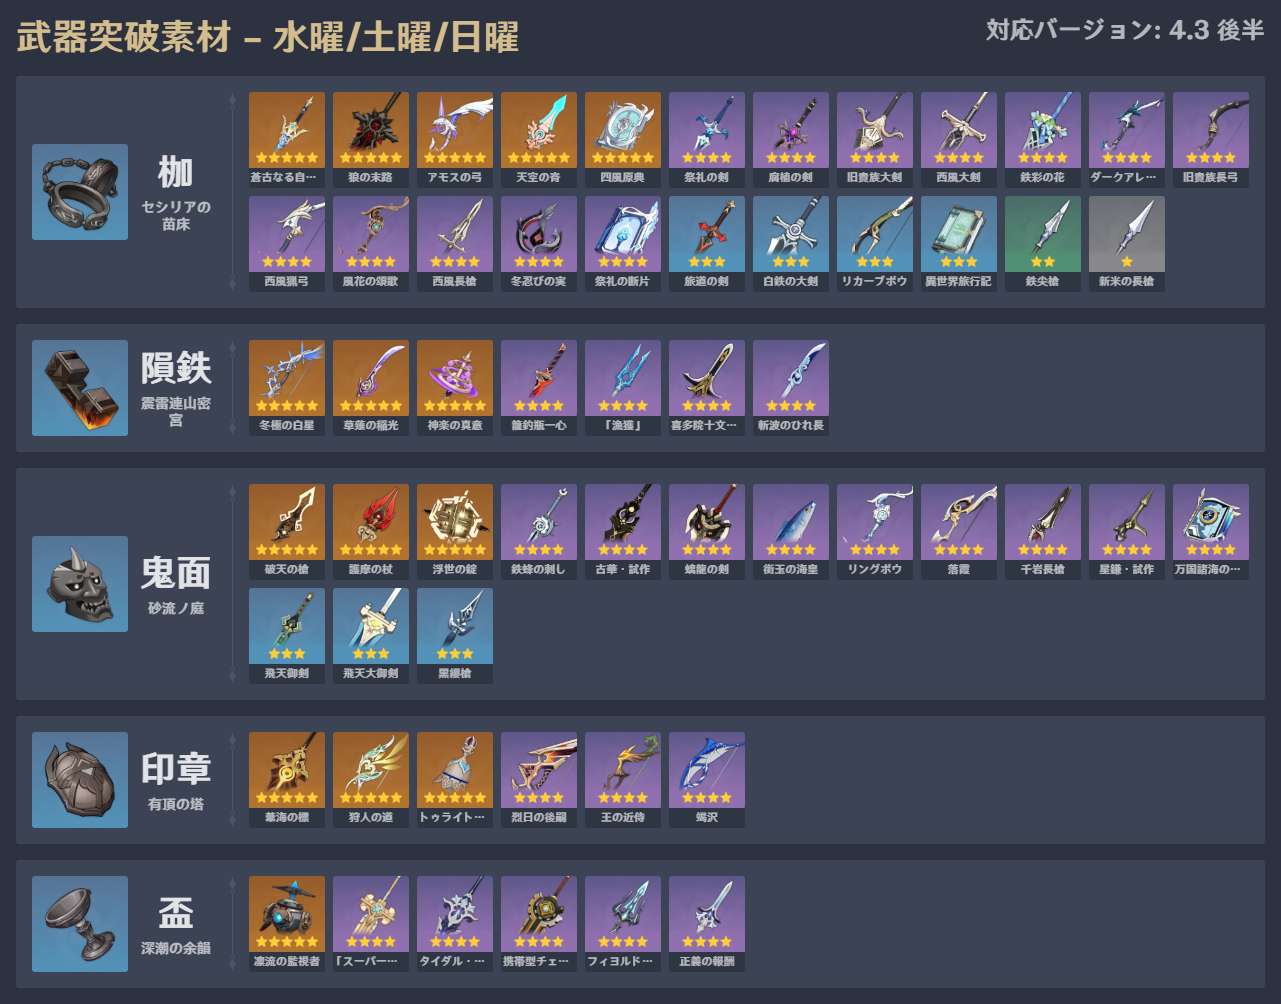 武器突破素材 – 水曜/土曜/日曜
対応バージョン: 4.3 後半
枷
セシリアの
苗床
蒼古なる自…
狼の末路
アモスの弓
天空の脊
四風原典
祭礼の剣
腐植の剣
旧貴族大剣
西風大剣
鉄彩の花
ダークアレ…
旧貴族長弓
西風猟弓
風花の頌歌
西風長槍
冬忍びの実
祭礼の断片
旅道の剣
白鉄の大剣
リカーブボウ
異世界旅行記
鉄尖槍
新米の長槍
隕鉄
震雷連山密
宮
冬極の白星
草薙の稲光
神楽の真意
籠釣瓶一心
「漁獲」
喜多院十文…
斬波のひれ長
鬼面
砂流ノ庭
破天の槍
護摩の杖
浮世の錠
鉄蜂の刺し
古華・試作
螭龍の剣
銜玉の海皇
リングボウ
落霞
千岩長槍
星鎌・試作
万国諸海の…
飛天御剣
飛天大御剣
黒纓槍
印章
有頂の塔
葦海の標
狩人の道
トゥライト…
烈日の後嗣
王の近侍
竭沢
盃
深潮の余韻
凛流の監視者
「スーパー…
タイダル・…
携帯型チェ…
フィヨルド…
正義の報酬